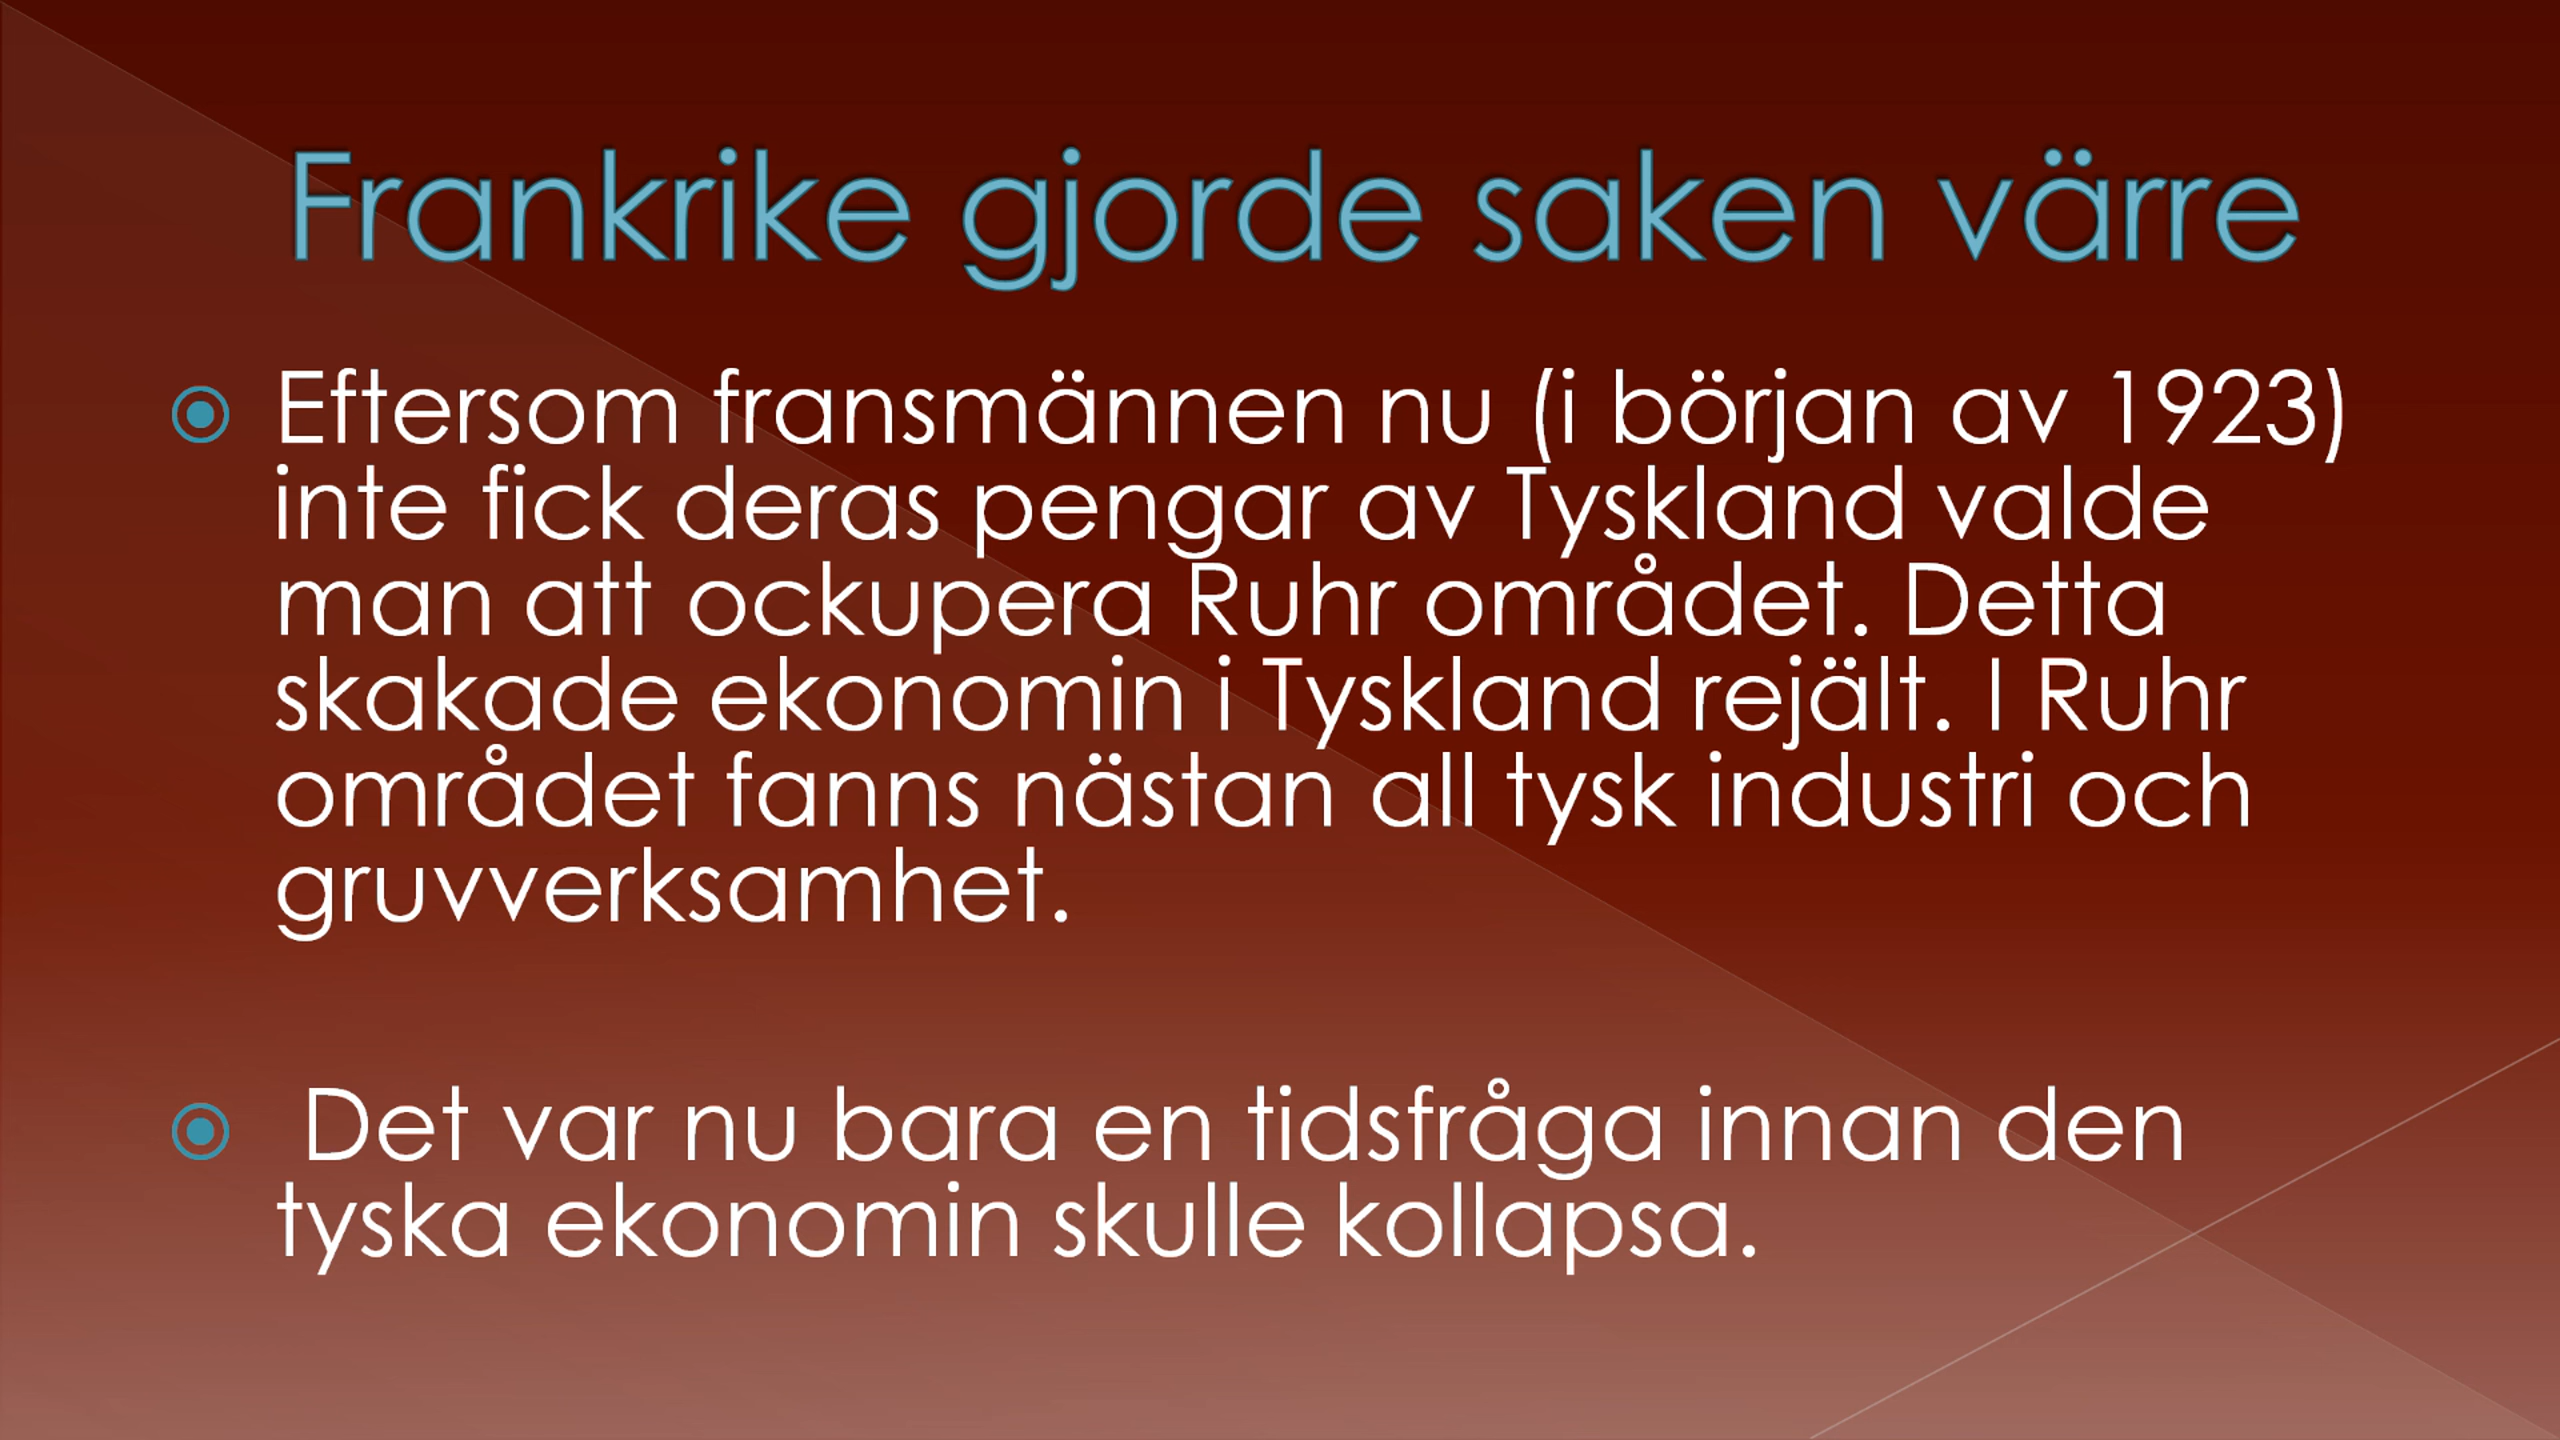 Frankrike gjorde saken värre
Eftersom fransmännen nu (i början av 1923)
inte fick deras pengar av Tyskland valde
man att ockupera Ruhr området. Detta
skakade ekonomin i Tyskland rejält. I Ruhr
området fanns nästan all tysk industri och
gruvverksamhet.
Det var nu bara en tidsfråga innan den
tyska ekonomin skulle kollapsa.